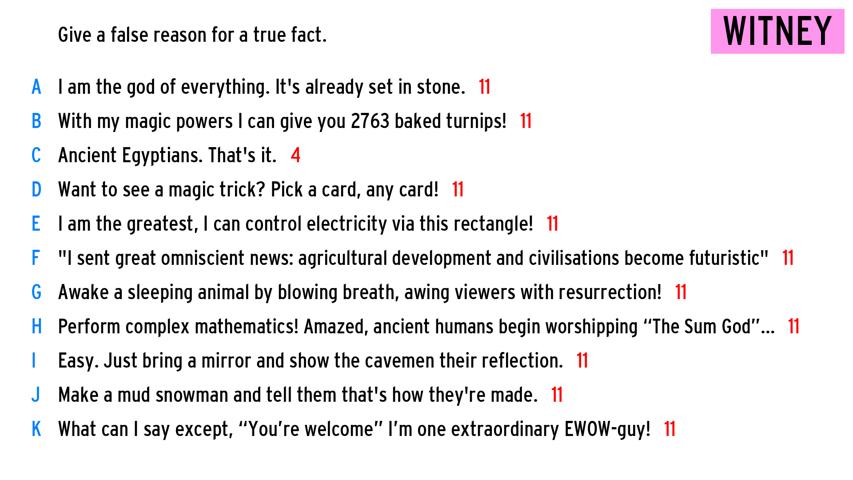 Give a false reason for a true fact.
WITNEY
A I am the god of everything. It's already set in stone. 11
B With my magic powers I can give you 2763 baked turnips! 11
C Ancient Egyptians. That's it. 4
D Want to see a magic trick? Pick a card, any card! 11
E I am the greatest, I can control electricity via this rectangle! 11
F "I sent great omniscient news: agricultural development and civilisations become futuristic" 11
G Awake a sleeping animal by blowing breath, awing viewers with resurrection! 11
H Perform complex mathematics! Amazed, ancient humans begin worshipping “The Sum God”... 11
I Easy. Just bring a mirror and show the cavemen their reflection. 11
J Make a mud snowman and tell them that's how they're made. 11
K What can I say except, “You’re welcome” I’m one extraordinary EWOW-guy! 11